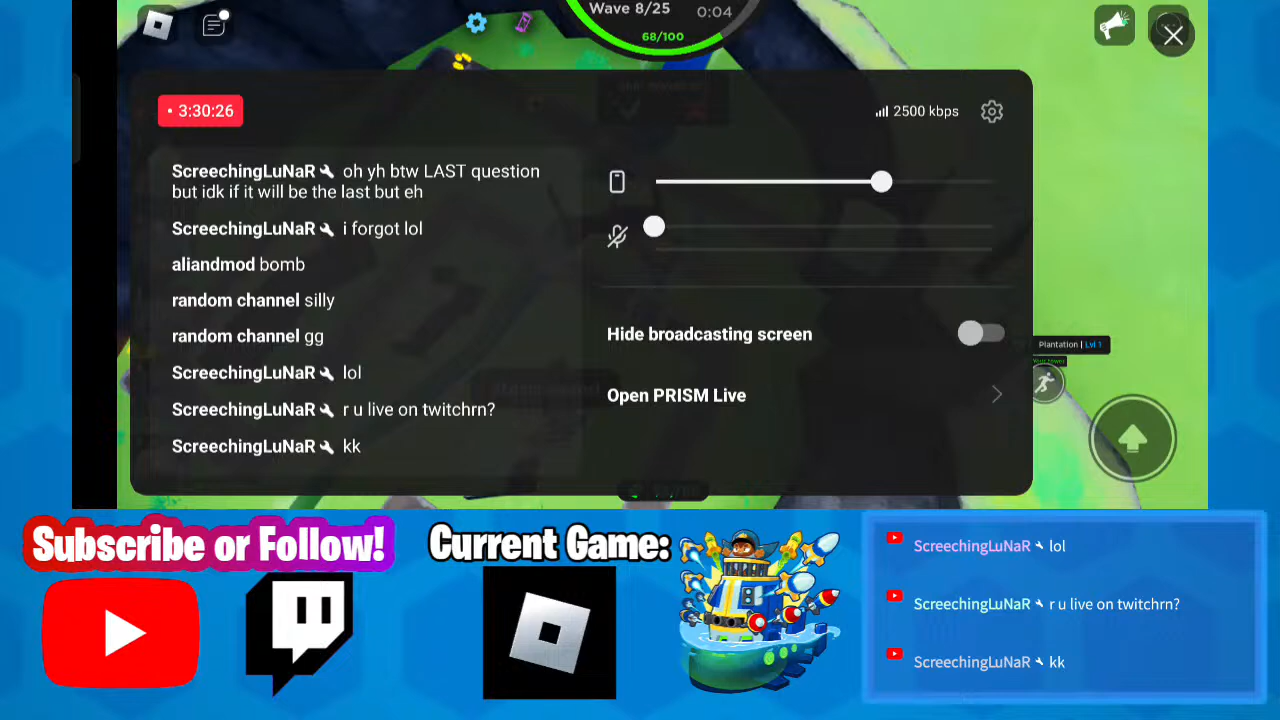 Wave 8/25
0:04
68/100
3:30:26
2500 kbps
ScreechingLuNaR oh yh btw LAST question
but idk if it will be the last but eh
ScreechingLuNaR i forgot lol
aliandmod bomb
random channel silly
random channel gg
ScreechingLuNaR lol
ScreechingLuNaR r u live on twitchrn?
ScreechingLuNaR kk
Hide broadcasting screen
Open PRISM Live
Plantation | Lvl 1
Subscribe or Follow!
Current Game:
ScreechingLuNaR lol
ScreechingLuNaR r u live on twitchrn?
ScreechingLuNaR kk